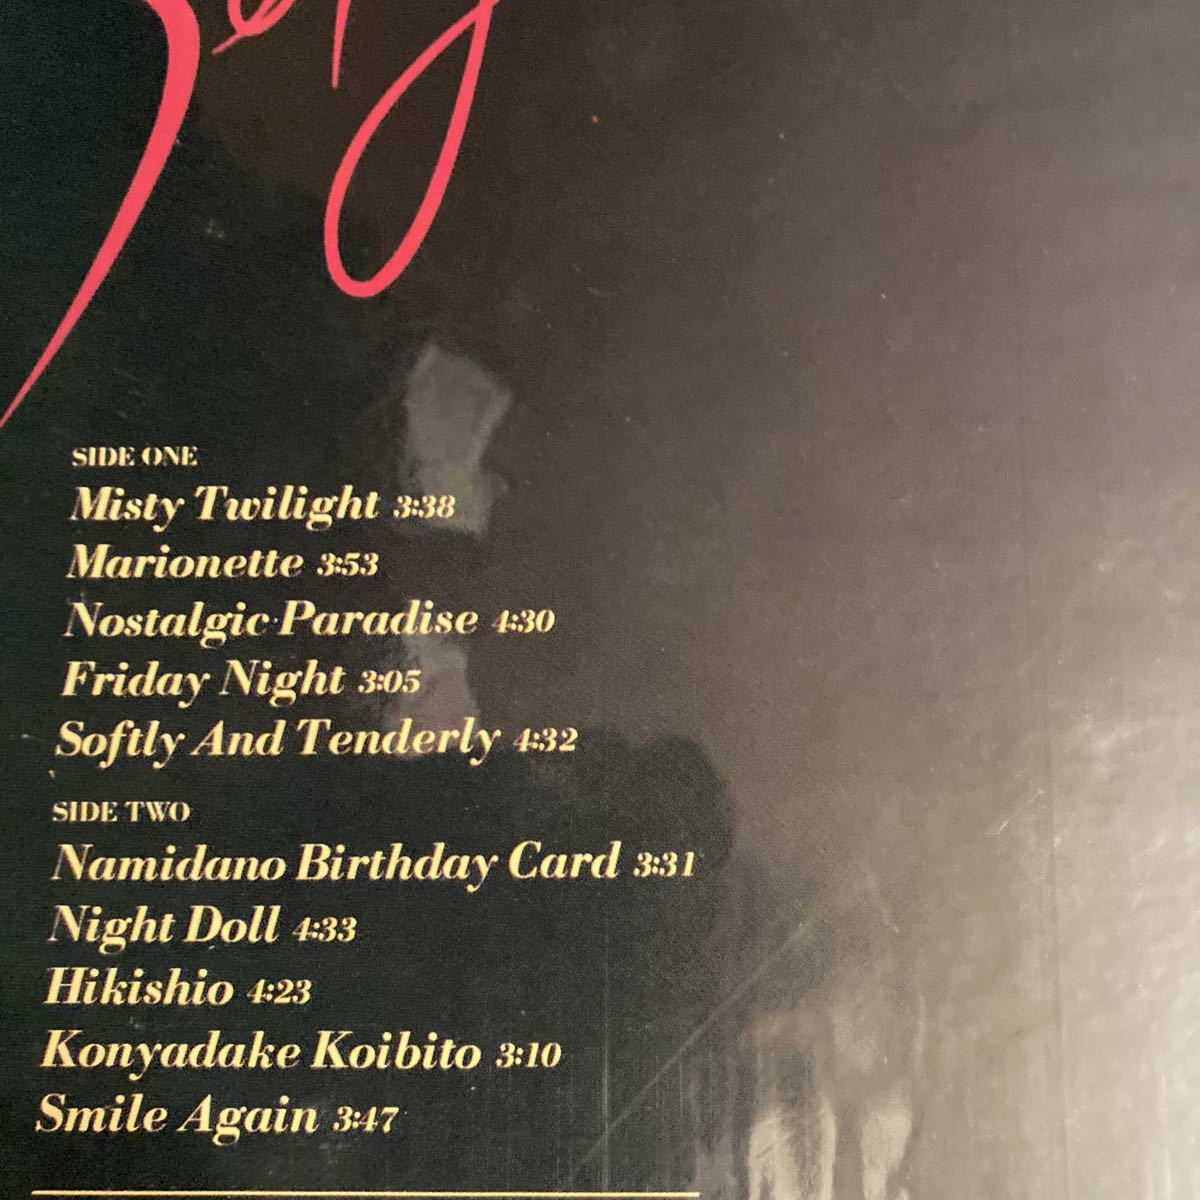 SIDE ONE
Misty Twilight 3:38
Marionette 3:53
Nostalgic Paradise 4:30
Friday Night 3:05
Softly And Tenderly 4:32
SIDE TWO
Namidano Birthday Card 3:31
Night Doll 4:33
Hikishio 4:23
Konyadake Koibito 3:10
Smile Again 3:47